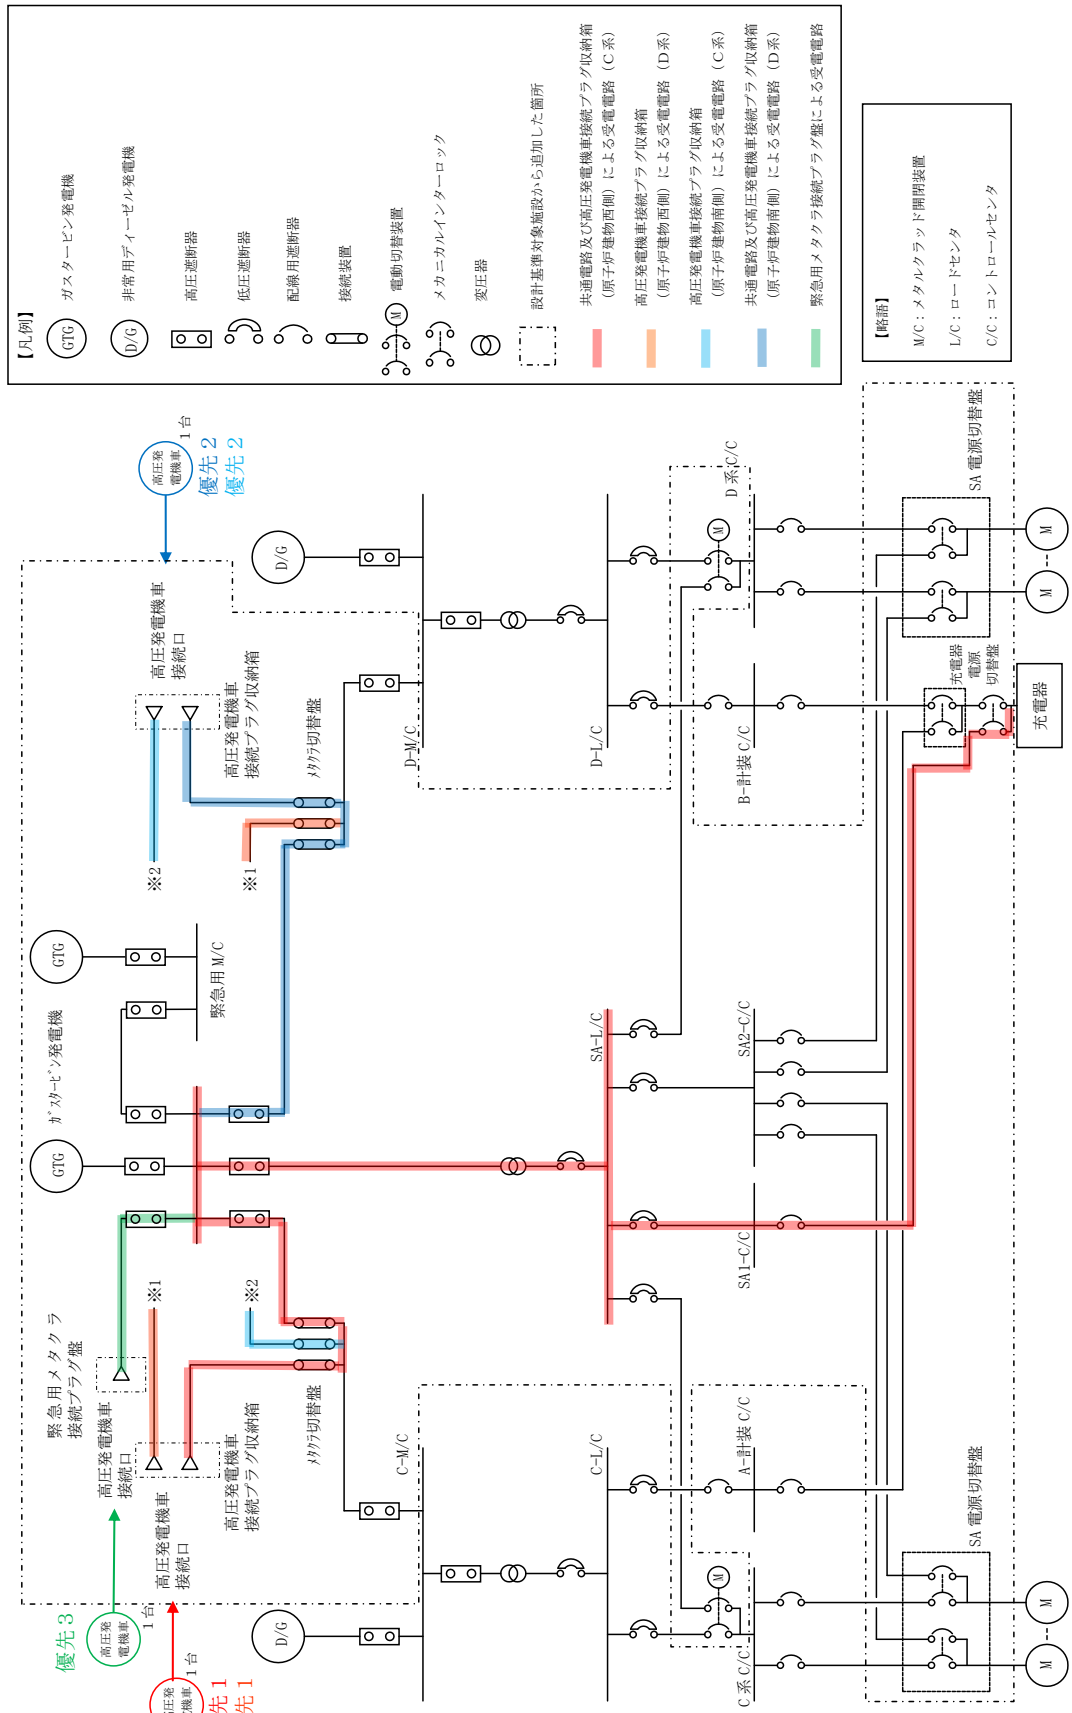 【凡例】
GTG
ガスタービン発電機
D/G
非常用ディーゼル発電機
高圧遮断器
低圧遮断器
配線用遮断器
接続装置
M
電動切替装置
メカニカルインターロック
変圧器
設計基準対象施設から追加した箇所
共通電路及び高圧発電機車接続プラグ収納箱
(原子炉建物西側)による受電電路(C系)
高圧発電機車接続プラグ収納箱
(原子炉建物西側)による受電電路(D系)
高圧発電機車接続プラグ収納箱
(原子炉建物南側)による受電電路(C系)
共通電路及び高圧発電機車接続プラグ収納箱
(原子炉建物南側)による受電電路(D系)
緊急用メタクラ接続プラグ盤による受電電路
【略語】
M/C:メタルクラッド開閉装置
L/C:ロードセンタ
C/C:コントロールセンタ
優先3
高圧発
電機車
1台
緊急用メタクラ
接続プラグ盤
高圧発電機車
接続口
圧発
機車
1台
先1
先1
高圧発電機車
接続口
高圧発電機車
接続プラグ収納箱
※1
※2
メタクラ切替盤
GTG
ガスタービン発電機
GTG
緊急用M/C
※2
※1
高圧発電機車
接続口
高圧発電機車
接続プラグ収納箱
メタクラ切替盤
高圧発
電機車
1台
優先2
優先2
D/G
C-M/C
C-L/C
D/G
D-M/C
D-L/C
SA-L/C
M
C系C/C
A-計装C/C
SA1-C/C
SA2-C/C
B-計装C/C
M
D系C/C
SA電源切替盤
M
M
充電器
電源
切替盤
充電器
SA電源切替盤
M
M